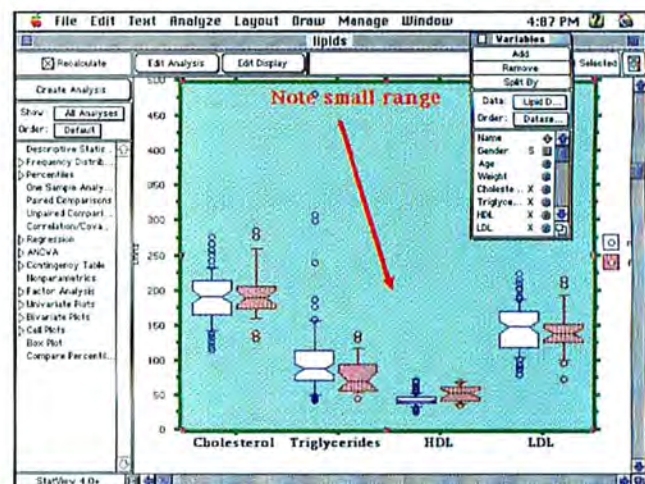 File Edit Text Analyze Layout Draw Manage Window 4:07 PM
lipids
Recalculate
Edit Analysis
Edit Display
Selected
Variables
Add
Remove
Split By
Data: Lipid D...
Order: Datase...
Name
Gender S
Age
Weight
Choleste... X
Triglyce... X
HDL X
LDL X
Create Analysis
Show: All Analyses
Order: Default
Descriptive Statis...
Frequency Distrib...
Percentiles
One Sample Analy...
Paired Comparisons
Unpaired Compari...
Correlation/Cova...
Regression
ANOVA
Contingency Table
Nonparametrics
Factor Analysis
Univariate Plots
Bivariate Plots
Cell Plots
Box Plot
Compare Percenti...
StatView 4.0+
Note small range
500
450
400
350
300
250
200
150
100
50
0
Units
Cholesterol Triglycerides HDL LDL